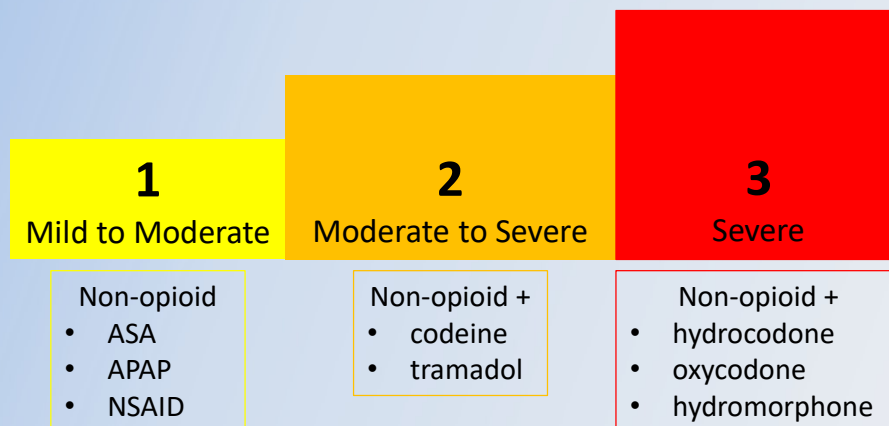 1
Mild to Moderate
2
Moderate to Severe
3
Severe
Non-opioid
• ASA
• APAP
• NSAID
Non-opioid +
• codeine
• tramadol
Non-opioid +
• hydrocodone
• oxycodone
• hydromorphone